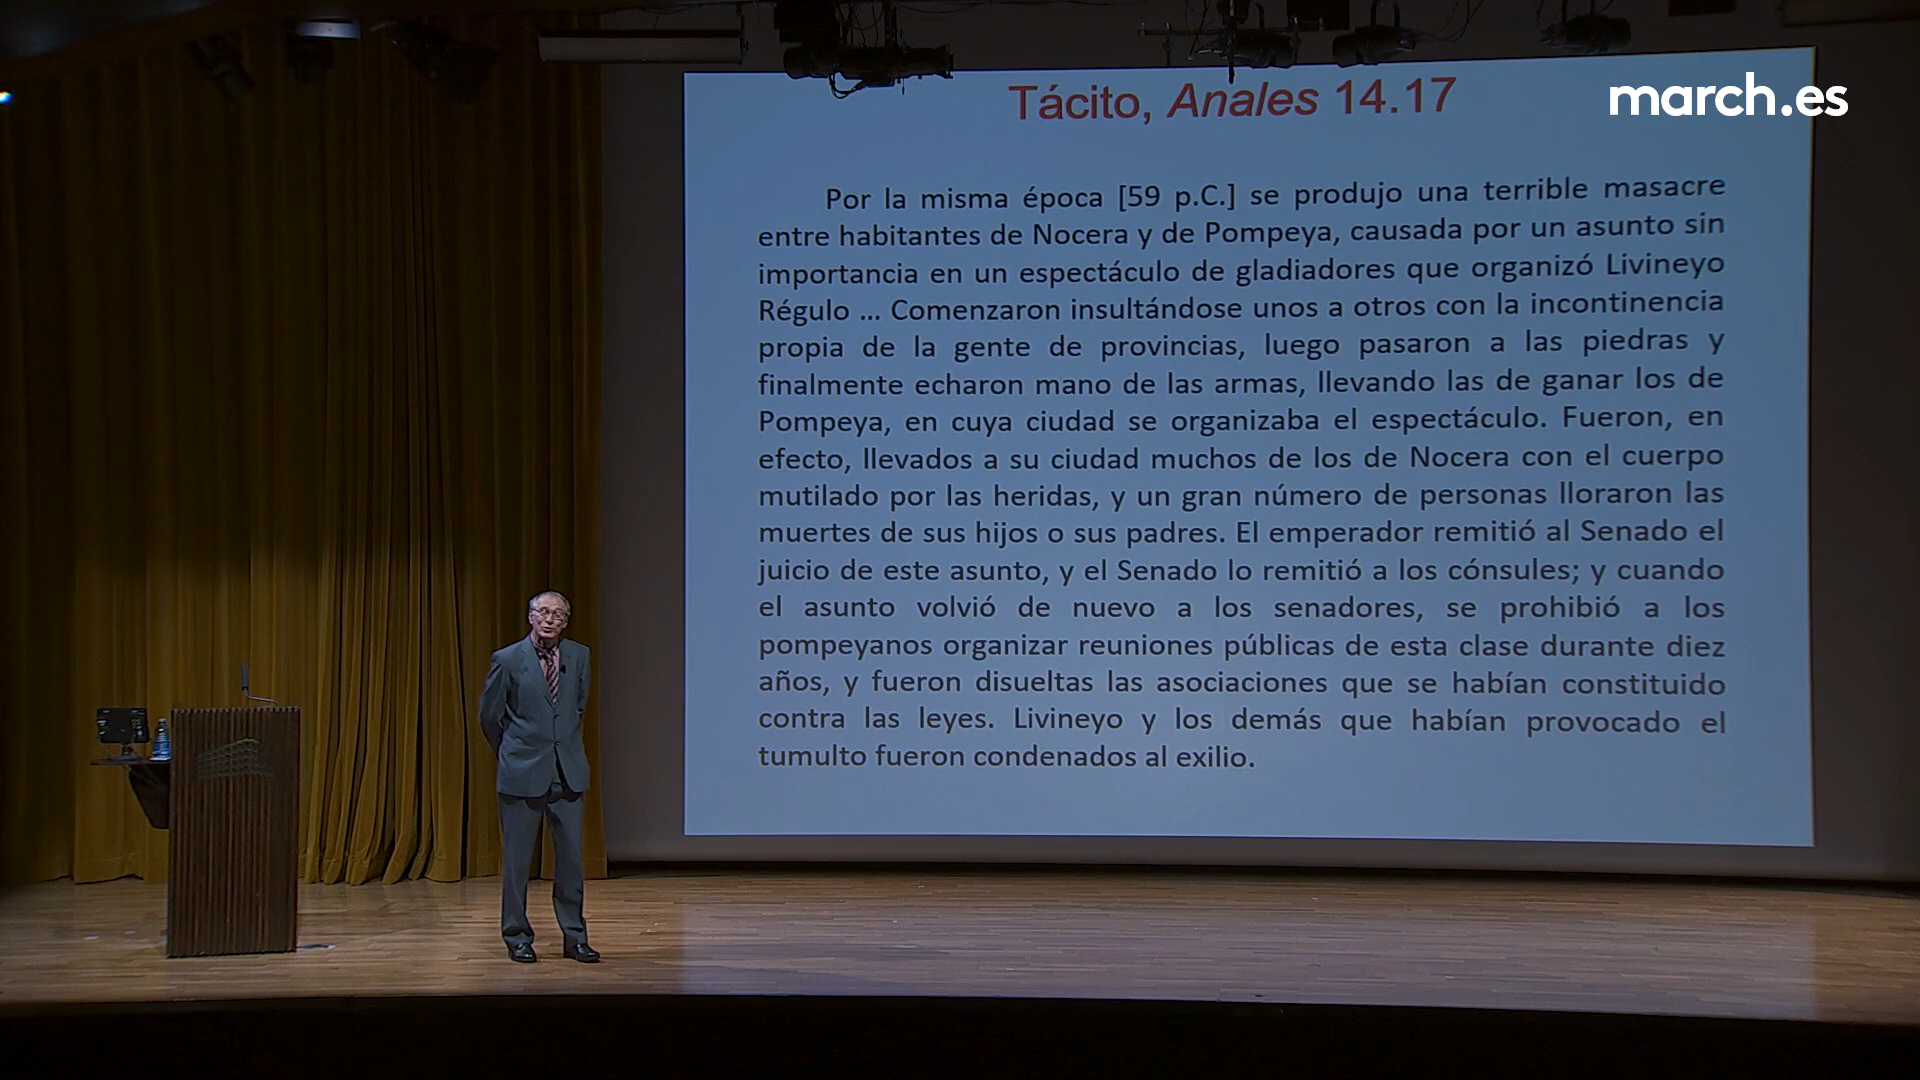 march.es
Tácito, Anales 14.17
Por la misma época [59 p.C.] se produjo una terrible masacre
entre habitantes de Nocera y de Pompeya, causada por un asunto sin
importancia en un espectáculo de gladiadores que organizó Livineyo
Régulo ... Comenzaron insultándose unos a otros con la incontinencia
propia de la gente de provincias, luego pasaron a las piedras y
finalmente echaron mano de las armas, llevando las de ganar los de
Pompeya, en cuya ciudad se organizaba el espectáculo. Fueron, en
efecto, llevados a su ciudad muchos de los de Nocera con el cuerpo
mutilado por las heridas, y un gran número de personas lloraron las
muertes de sus hijos o sus padres. El emperador remitió al Senado el
juicio de este asunto, y el Senado lo remitió a los cónsules; y cuando
el asunto volvió de nuevo a los senadores, se prohibió a los
pompeyanos organizar reuniones públicas de esta clase durante diez
años, y fueron disueltas las asociaciones que se habían constituido
contra las leyes. Livineyo y los demás que habían provocado el
tumulto fueron condenados al exilio.